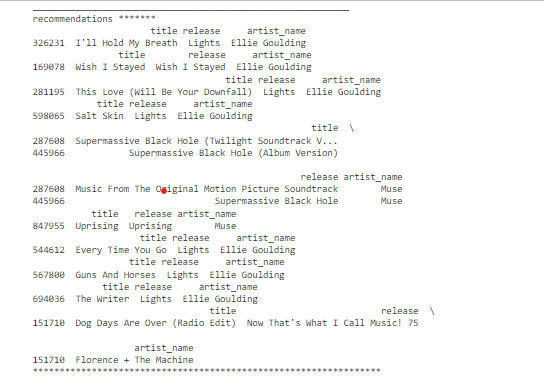 recommendations *******
title release artist_name
326231 I'll Hold My Breath Lights Ellie Goulding
title release artist_name
169078 Wish I Stayed Wish I Stayed Ellie Goulding
title release artist_name
281195 This Love (Will Be Your Downfall) Lights Ellie Goulding
title release artist_name
598065 Salt Skin Lights Ellie Goulding
title \
287608 Supermassive Black Hole (Twilight Soundtrack V...
445966 Supermassive Black Hole (Album Version)
release artist_name
287608 Music From The Original Motion Picture Soundtrack Muse
445966 Supermassive Black Hole Muse
title release artist_name
847955 Uprising Uprising Muse
title release artist_name
544612 Every Time You Go Lights Ellie Goulding
title release artist_name
567800 Guns And Horses Lights Ellie Goulding
title release artist_name
694036 The Writer Lights Ellie Goulding
title release \
151710 Dog Days Are Over (Radio Edit) Now That's What I Call Music! 75
artist_name
151710 Florence + The Machine
*****************************************************************